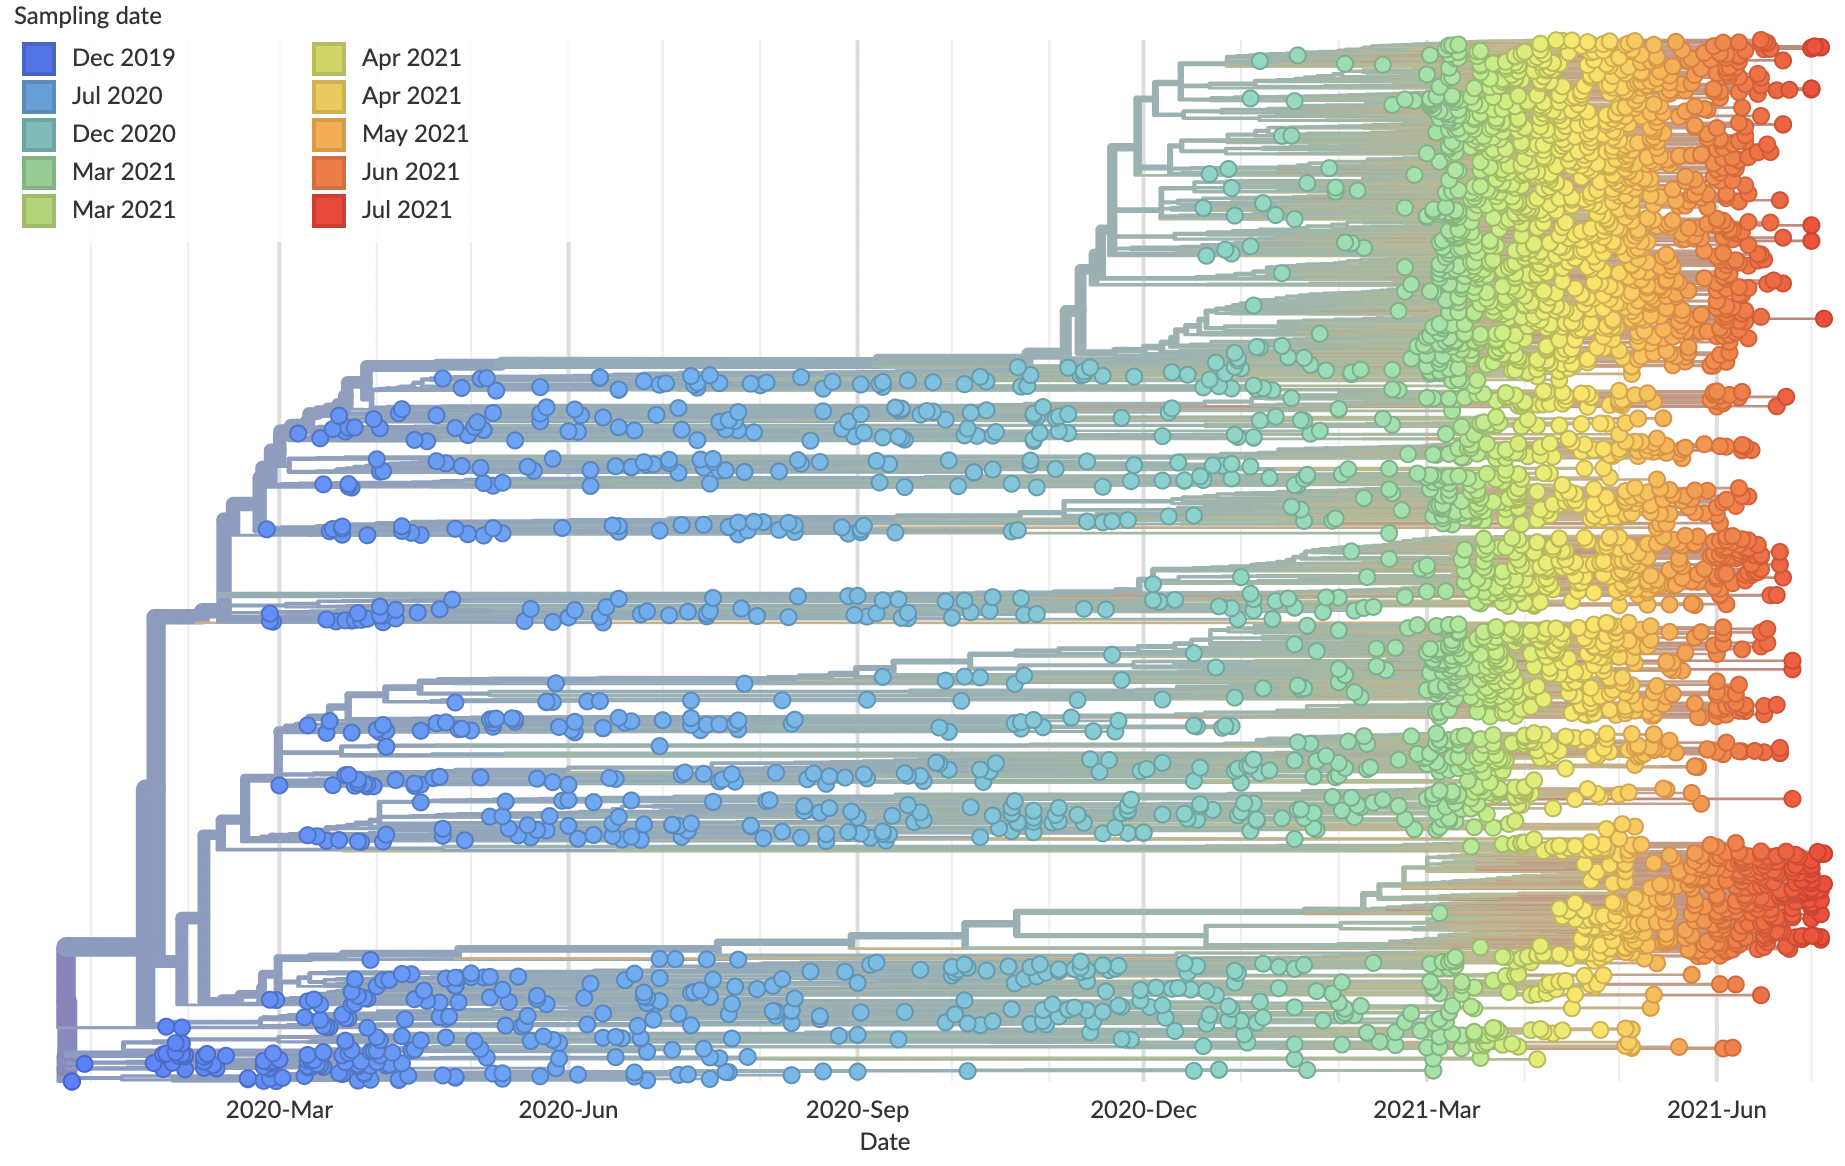 Sampling date
Dec 2019
Jul 2020
Dec 2020
Mar 2021
Mar 2021
Apr 2021
Apr 2021
May 2021
Jun 2021
Jul 2021
2020-Mar
2020-Jun
2020-Sep
2020-Dec
2021-Mar
2021-Jun
Date